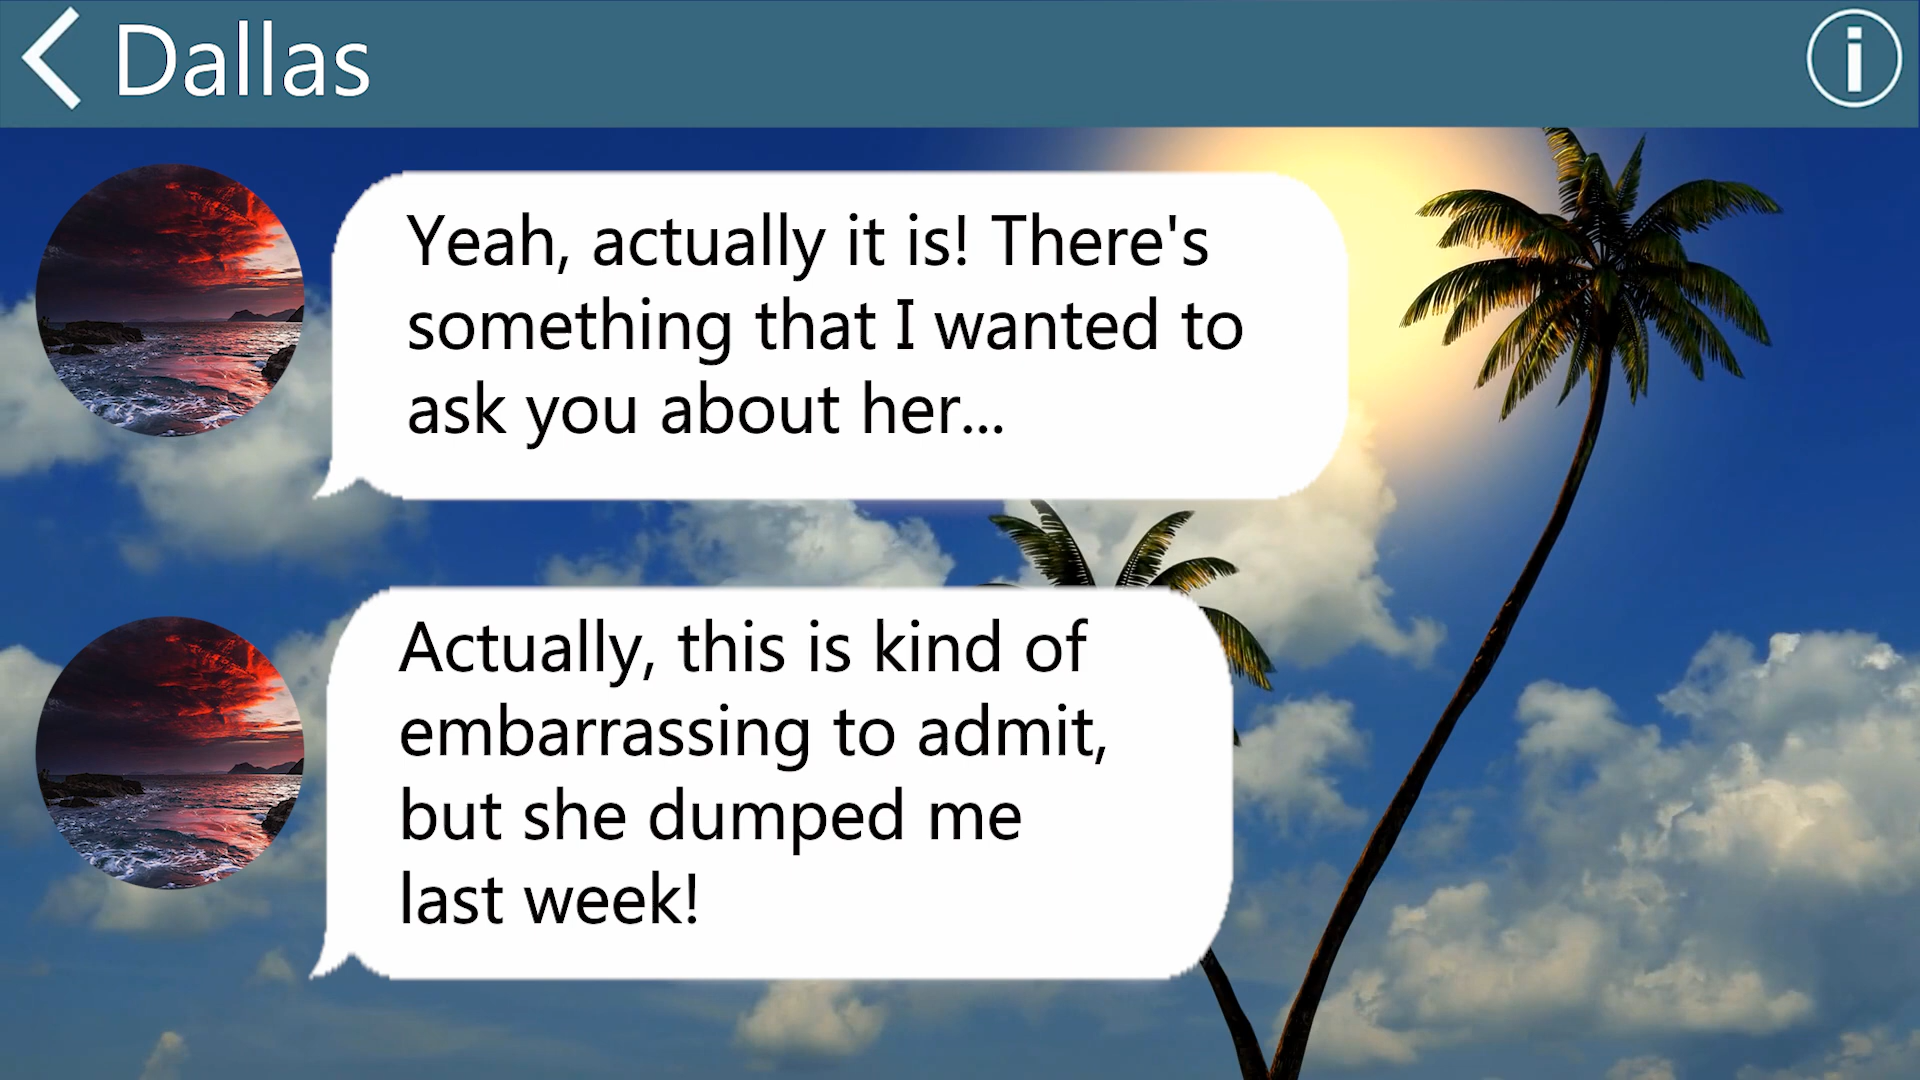 Dallas
Yeah, actually it is! There's
something that I wanted to
ask you about her...
Actually, this is kind of
embarrassing to admit,
but she dumped me
last week!